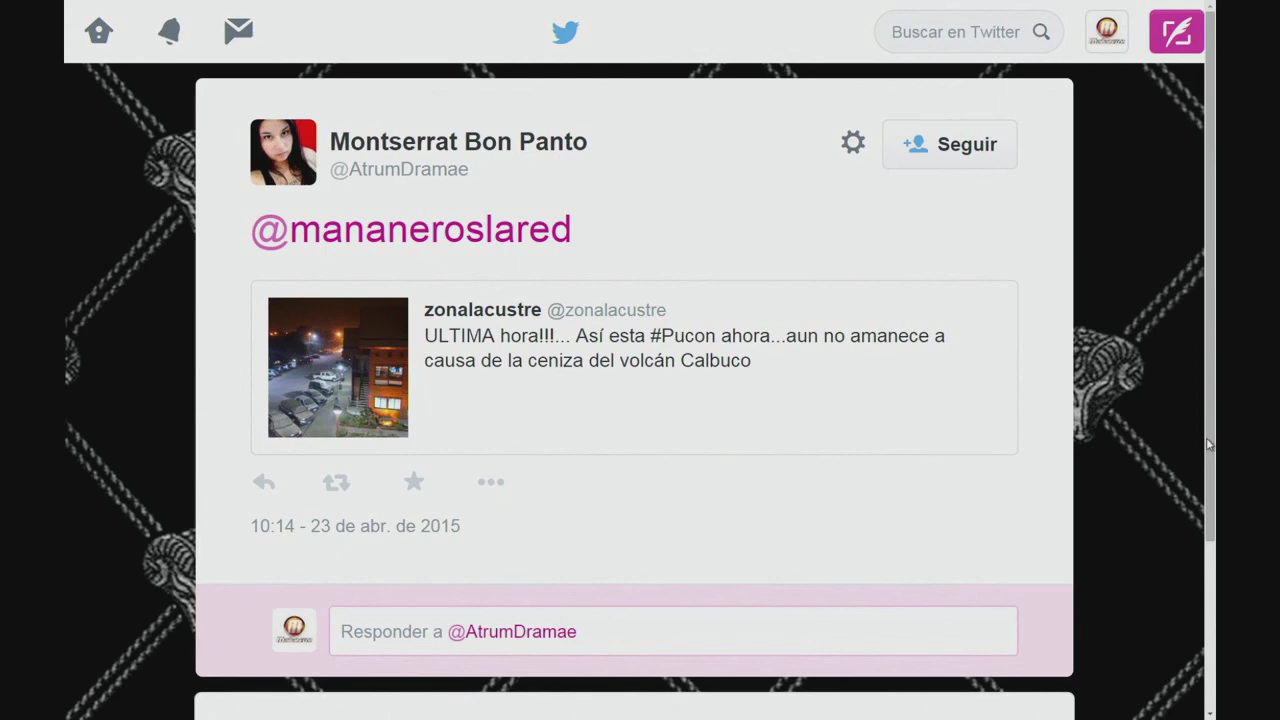 Buscar en Twitter
Montserrat Bon Panto
@AtrumDramae
Seguir
@mananeroslared
zonalacustre @zonalacustre
ULTIMA hora!!!... Así esta #Pucon ahora...aun no amanece a
causa de la ceniza del volcán Calbuco
10:14 - 23 de abr. de 2015
Responder a @AtrumDramae